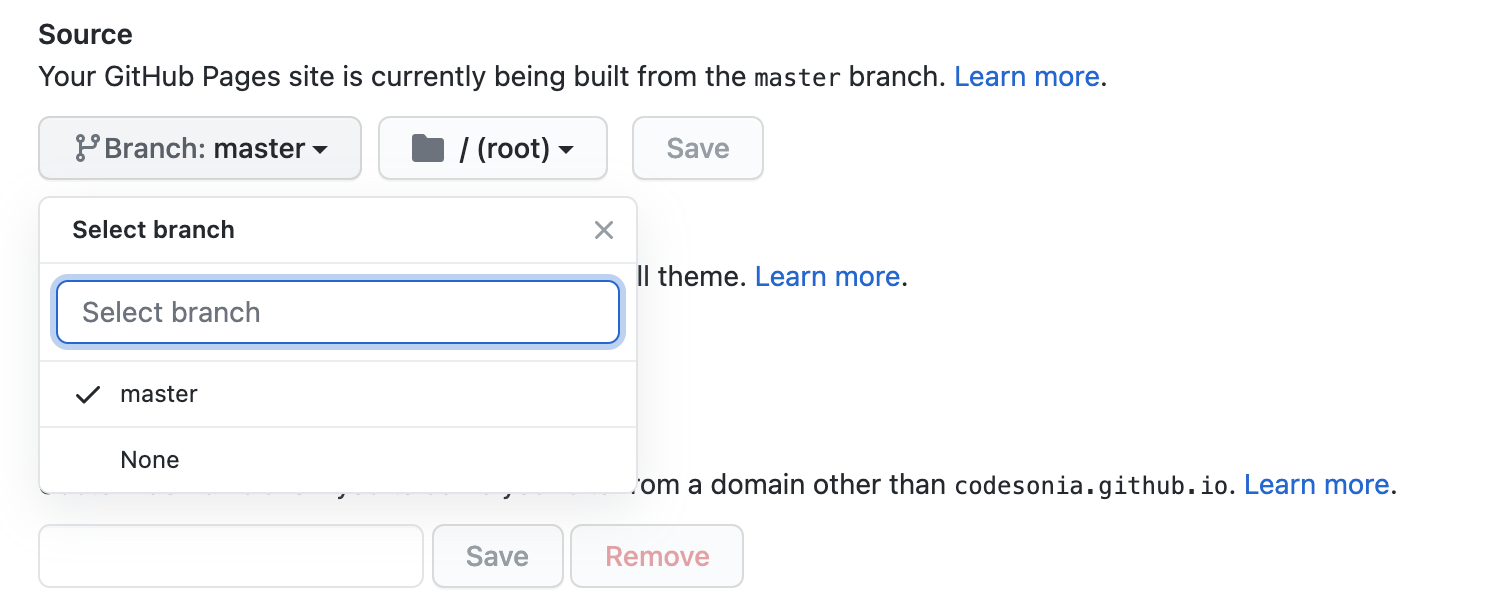 Source
Your GitHub Pages site is currently being built from the master branch. Learn more.
Branch: master
/ (root)
Save
Select branch
ll theme. Learn more.
Select branch
master
None
rom a domain other than codesonia.github.io. Learn more.
Save
Remove